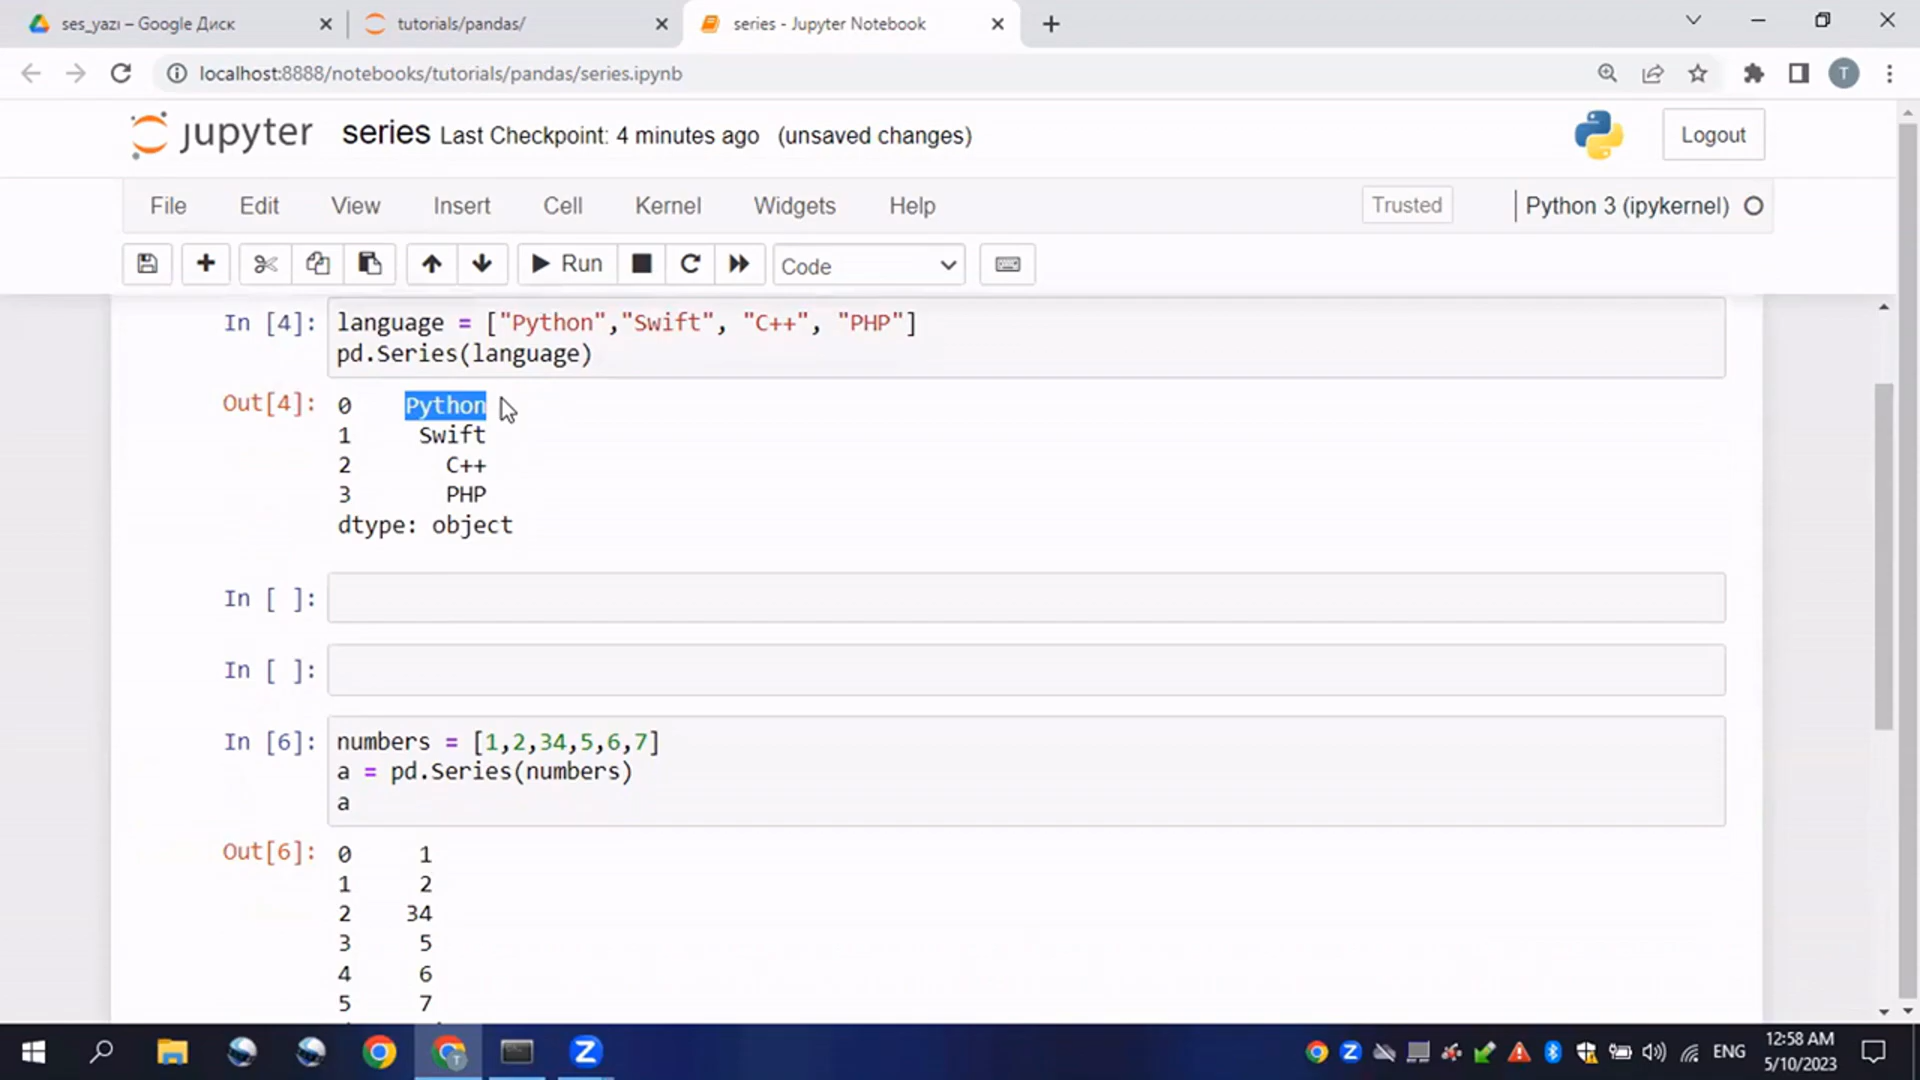 ses_yazı – Google Диск
tutorials/pandas/
series - Jupyter Notebook
localhost:8888/notebooks/tutorials/pandas/series.ipynb
T
jupyter series Last Checkpoint: 4 minutes ago (unsaved changes)
Logout
File Edit View Insert Cell Kernel Widgets Help
Trusted
Python 3 (ipykernel)
Run
Code
In [4]: language = ["Python","Swift", "C++", "PHP"]
pd.Series(language)
Out[4]: 0 Python
1 Swift
2 C++
3 PHP
dtype: object
In [ ]:
In [ ]:
In [6]: numbers = [1,2,34,5,6,7]
a = pd.Series(numbers)
a
Out[6]: 0 1
1 2
2 34
3 5
4 6
5 7
ENG
12:58 AM
5/10/2023